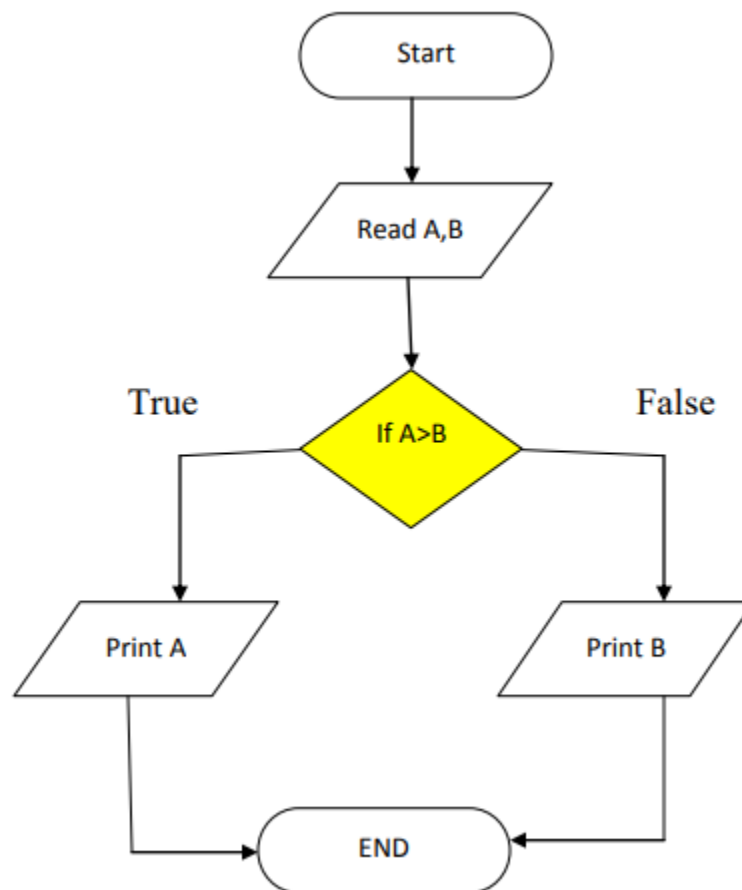 Start
Read A,B
True
False
If A>B
Print A
Print B
END